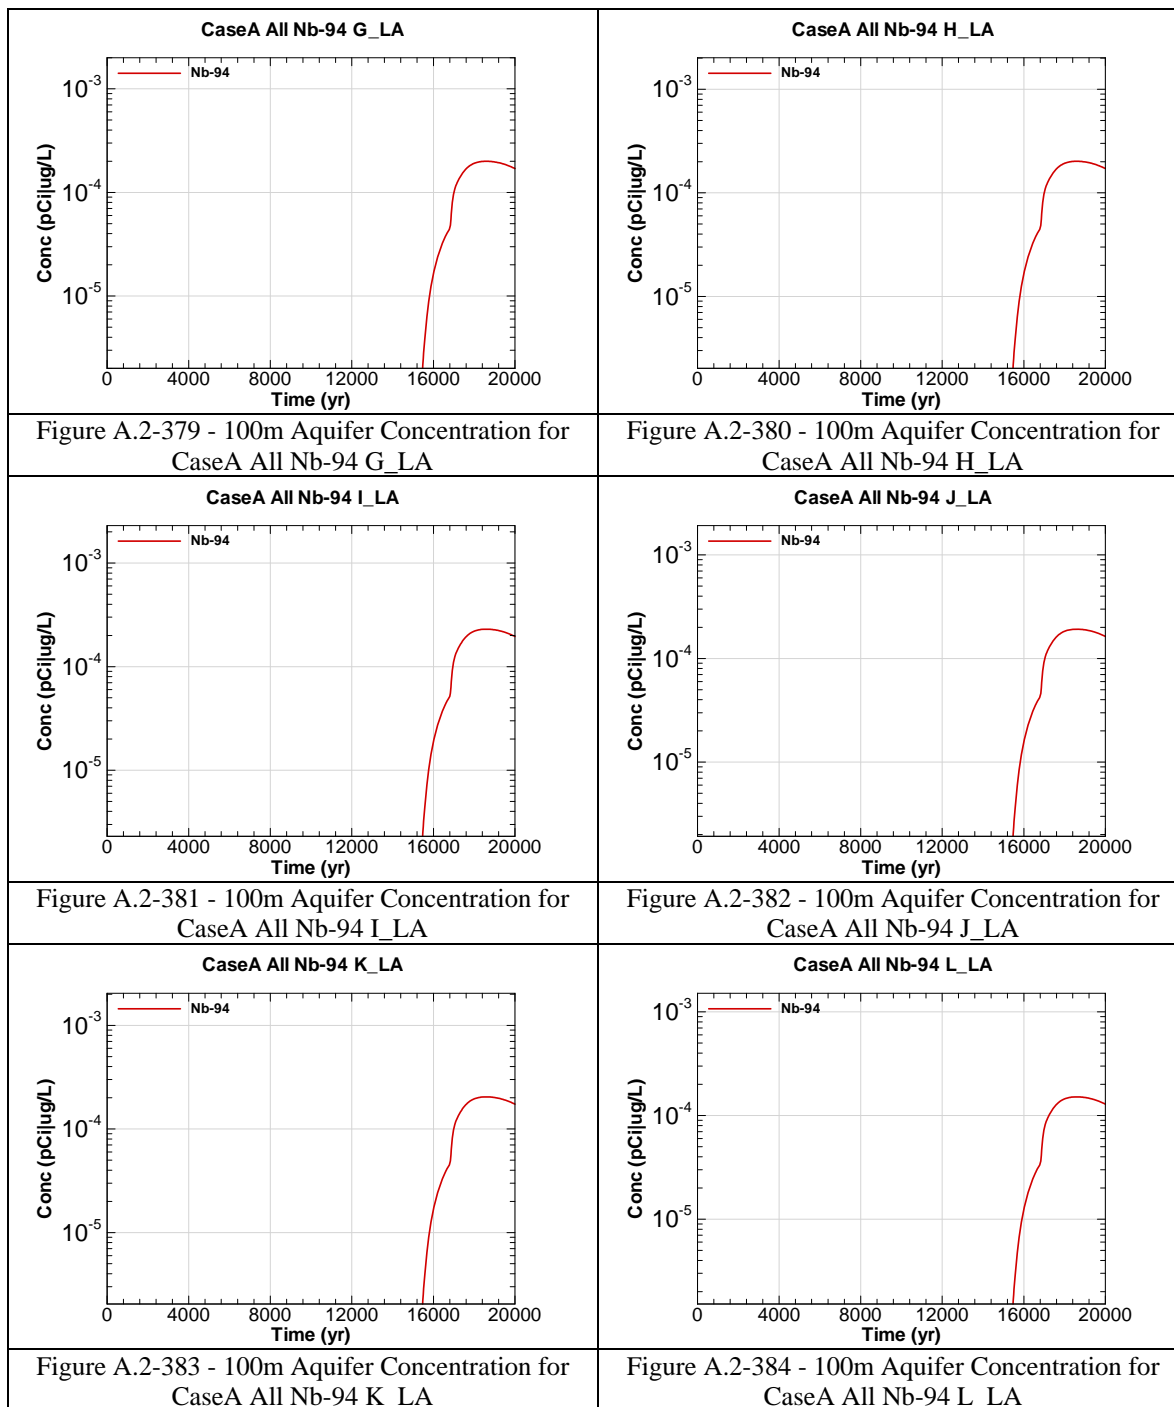 CaseA All Nb-94 G_LA
Nb-94
10-3
10-4
10-5
Conc (pCi|ug/L)
0 4000 8000 12000 16000 20000
Time (yr)
Figure A.2-379 - 100m Aquifer Concentration for
CaseA All Nb-94 G_LA
CaseA All Nb-94 H_LA
Nb-94
10-3
10-4
10-5
Conc (pCi|ug/L)
0 4000 8000 12000 16000 20000
Time (yr)
Figure A.2-380 - 100m Aquifer Concentration for
CaseA All Nb-94 H_LA
CaseA All Nb-94 I_LA
Nb-94
10-3
10-4
10-5
Conc (pCi|ug/L)
0 4000 8000 12000 16000 20000
Time (yr)
Figure A.2-381 - 100m Aquifer Concentration for
CaseA All Nb-94 I_LA
CaseA All Nb-94 J_LA
Nb-94
10-3
10-4
10-5
Conc (pCi|ug/L)
0 4000 8000 12000 16000 20000
Time (yr)
Figure A.2-382 - 100m Aquifer Concentration for
CaseA All Nb-94 J_LA
CaseA All Nb-94 K_LA
Nb-94
10-3
10-4
10-5
Conc (pCi|ug/L)
0 4000 8000 12000 16000 20000
Time (yr)
Figure A.2-383 - 100m Aquifer Concentration for
CaseA All Nb-94 K_LA
CaseA All Nb-94 L_LA
Nb-94
10-3
10-4
10-5
Conc (pCi|ug/L)
0 4000 8000 12000 16000 20000
Time (yr)
Figure A.2-384 - 100m Aquifer Concentration for
CaseA All Nb-94 L_LA